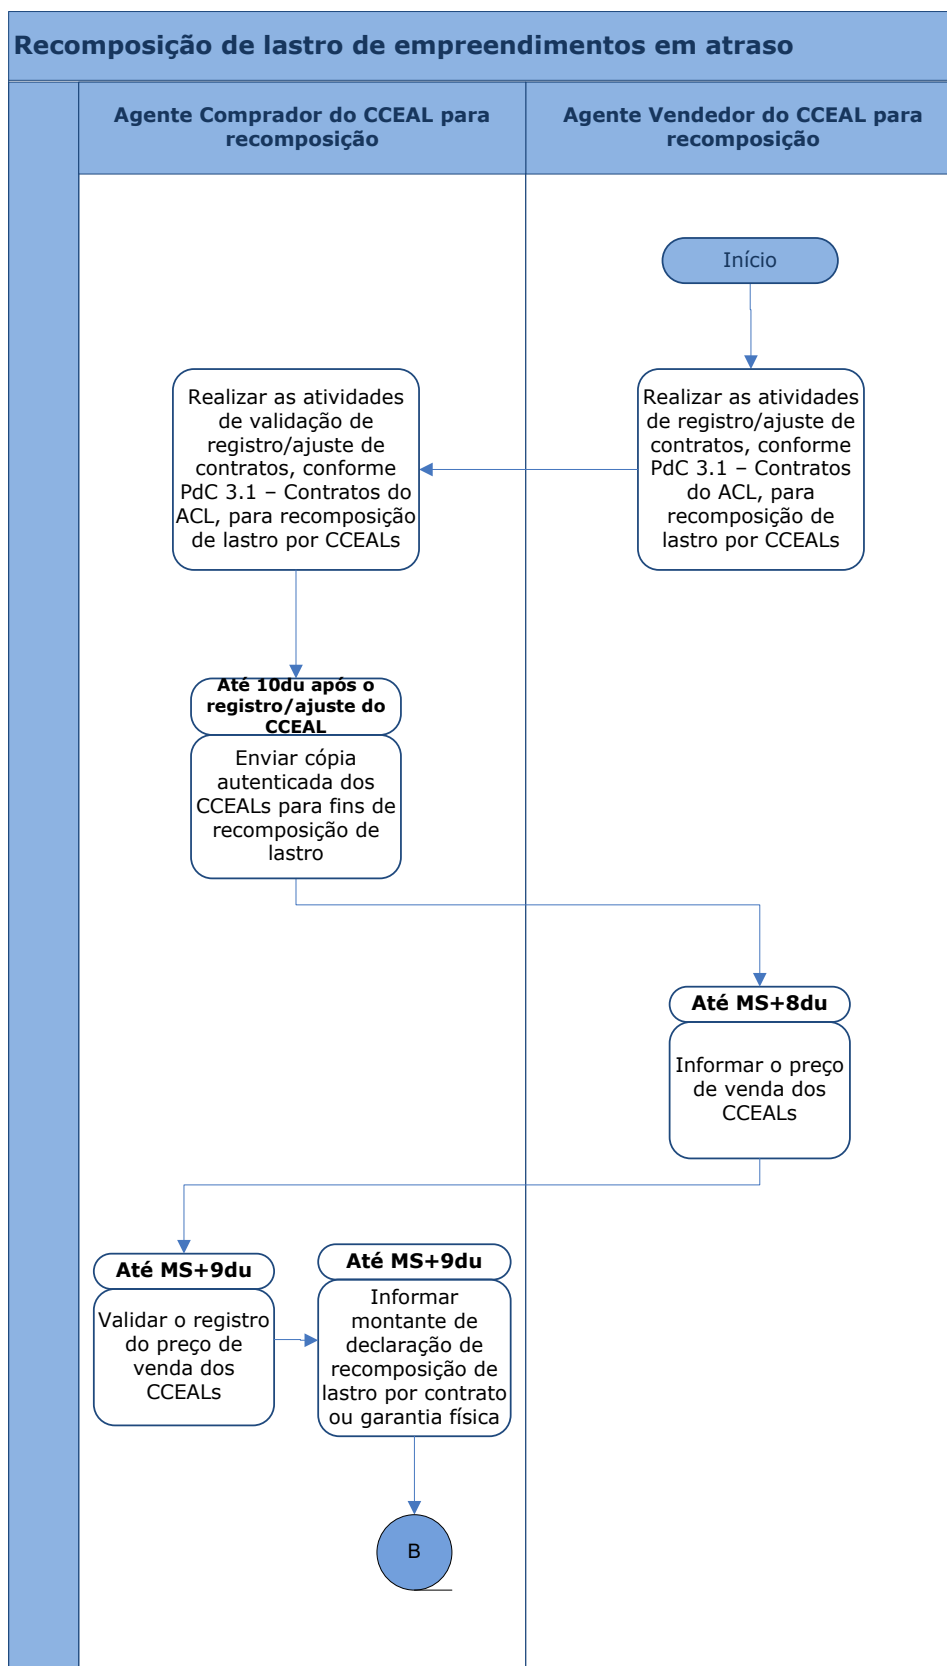 Recomposição de lastro de empreendimentos em atraso
Agente Comprador do CCEAL para
recomposição
Agente Vendedor do CCEAL para
recomposição
Início
Realizar as atividades
de registro/ajuste de
contratos, conforme
PdC 3.1 – Contratos
do ACL, para
recomposição de
lastro por CCEALs
Realizar as atividades
de validação de
registro/ajuste de
contratos, conforme
PdC 3.1 – Contratos do
ACL, para recomposição
de lastro por CCEALs
Até 10du após o
registro/ajuste do
CCEAL
Enviar cópia
autenticada dos
CCEALs para fins de
recomposição de
lastro
Até MS+8du
Informar o preço
de venda dos
CCEALs
Até MS+9du
Validar o registro
do preço de
venda dos
CCEALs
Até MS+9du
Informar
montante de
declaração de
recomposição de
lastro por contrato
ou garantia física
B